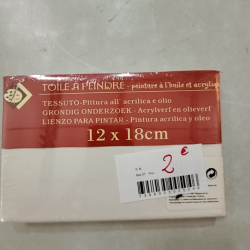 TOILE A PEINDRE - peinture à l'huile et acrylique
TESSUTO-Pittura all' acrilica e olio
GRONDIG ONDERZOEK - Acrylverf en olieverf
LIENZO PARA PINTAR - Pintura acrylica y oleo
12 x 18cm
2 €